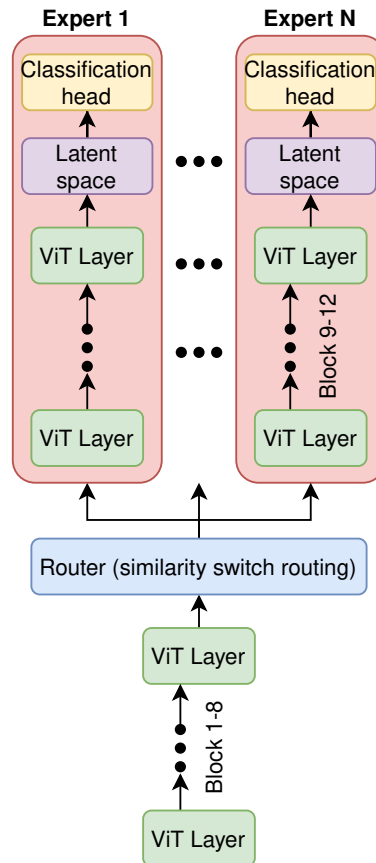 Expert 1
Expert N
Classification
head
Classification
head
Latent
space
Latent
space
ViT Layer
ViT Layer
Block 9-12
ViT Layer
ViT Layer
Router (similarity switch routing)
ViT Layer
Block 1-8
ViT Layer